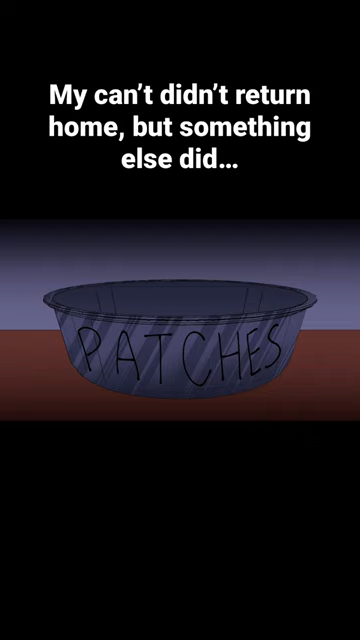 My can’t didn’t return
home, but something
else did...
PATCHES